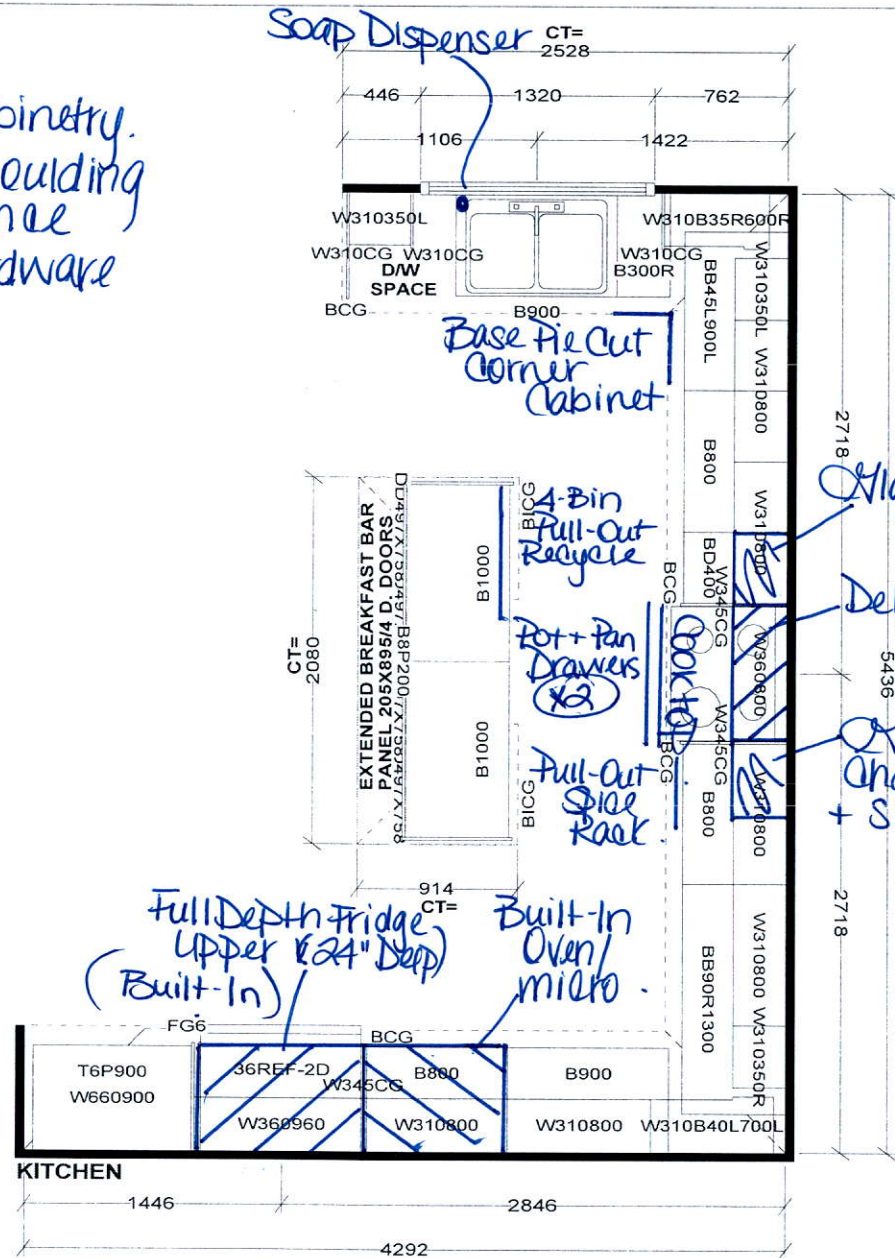 Soap Dispenser
CT=
2528
446
1320
762
1106
1422
binetry.
oulding
nce
dware
W310350L
W310B35R600R
W310CG
W310CG
W310CG
D/W
SPACE
B300R
BCG
B900
BB45L900L
W310350L
W310800
Base Pie Cut
Corner
Cabinet
2718
B800
W310800
CT=
2080
EXTENDED BREAKFAST BAR
PANEL 205X895/4 D. DOORS
B1000
BICG
4-Bin
Pull-Out
Recycle
BCG
BD400
W345CG
Del
5436
Pot + Pan
Drawers
x2
COOKTOP
W360800
B1000
BICG
Pull-Out
Spice
Rack.
BCG
W345CG
B800
+ S
2718
914
CT=
Full Depth Fridge
Upper (24" Deep)
(Built-In)
Built-In
Oven/
micro.
BB90R1300
W310800
W310350R
FG6
BCG
T6P900
W660900
36REF-2D
W345CG
B800
B900
W360960
W310800
W310800
W310B40L700L
KITCHEN
1446
2846
4292